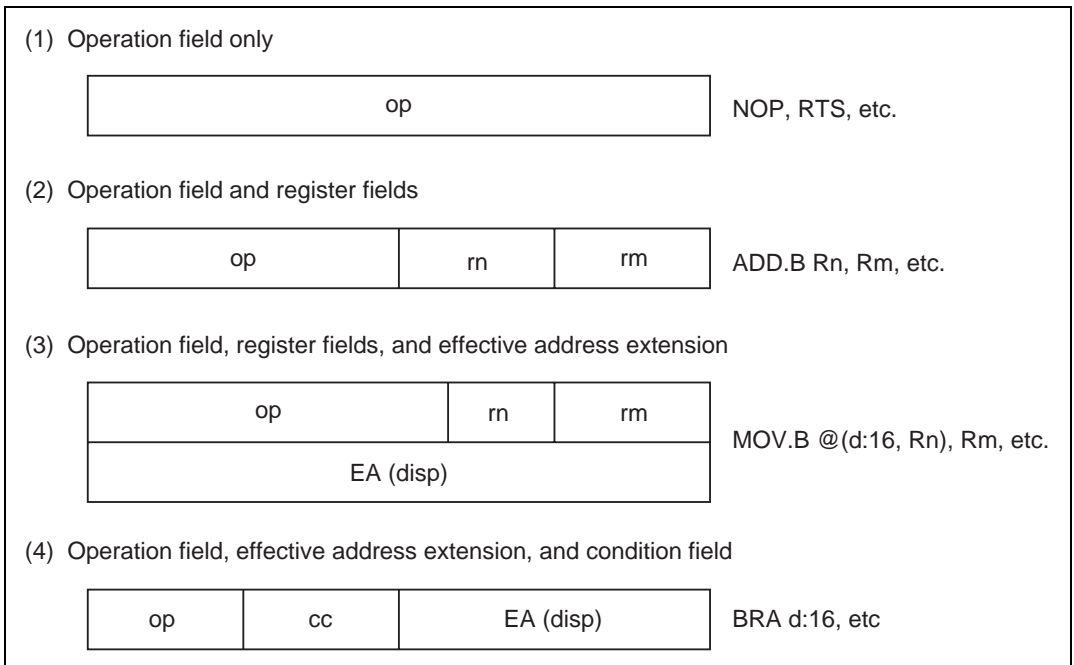 (1) Operation field only
op
NOP, RTS, etc.
(2) Operation field and register fields
op rn rm
ADD.B Rn, Rm, etc.
(3) Operation field, register fields, and effective address extension
op rn rm
EA (disp)
MOV.B @(d:16, Rn), Rm, etc.
(4) Operation field, effective address extension, and condition field
op cc EA (disp)
BRA d:16, etc